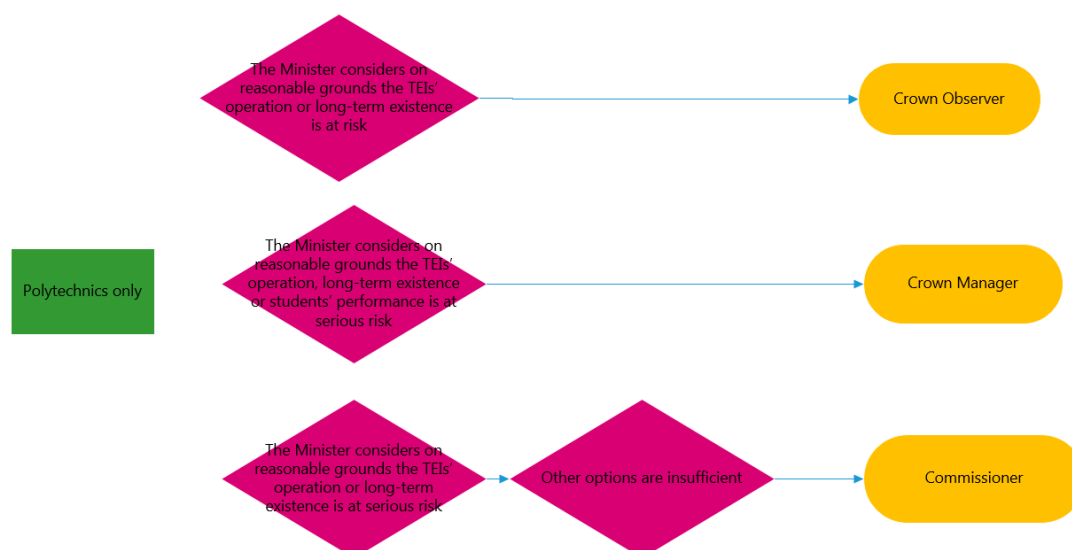 The Minister considers on
reasonable grounds the TEIs'
operation or long-term existence
is at risk
Crown Observer
Polytechnics only
The Minister considers on
reasonable grounds the TEIs'
operation, long-term existence
or students' performance is at
serious risk
Crown Manager
The Minister considers on
reasonable grounds the TEIs'
operation or long-term
existence is at serious risk
Other options are insufficient
Commissioner